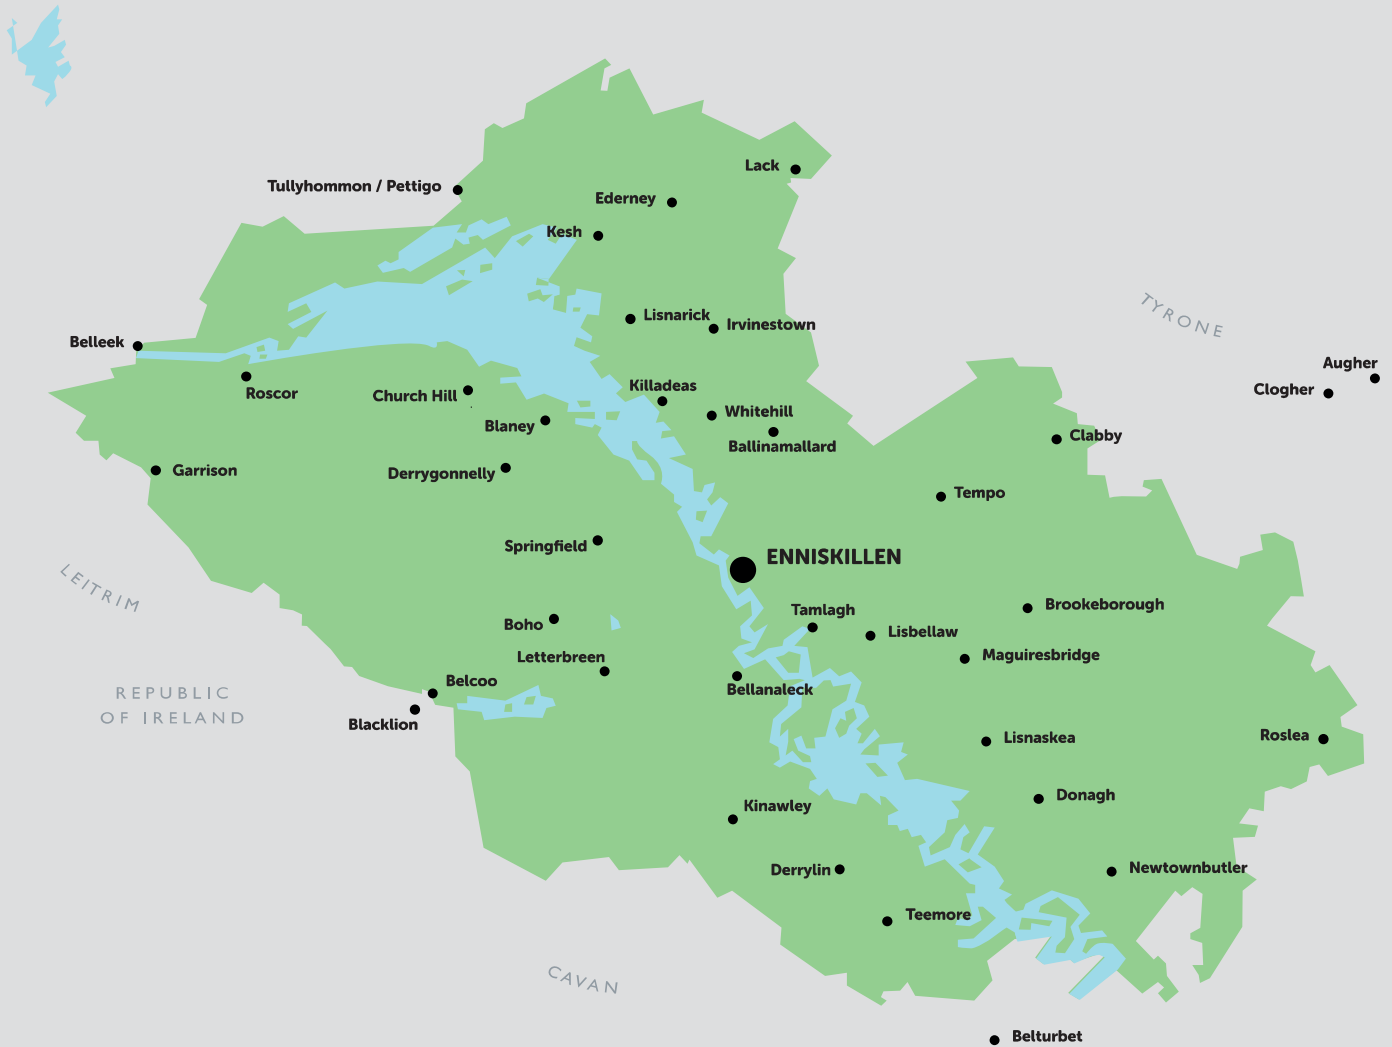 Lack
Tullyhommon / Pettigo
Ederney
Kesh
TYRONE
Lisnarick
Irvinestown
Belleek
Augher
Killadeas
Clogher
Roscor
Church Hill
Whitehill
Blaney
Clabby
Ballinamallard
Garrison
Derrygonnelly
Tempo
Springfield
ENNISKILLEN
LEITRIM
Brookeborough
Tamlagh
Boho
Lisbellaw
Letterbreen
Maguiresbridge
Belcoo
Bellanaleck
REPUBLIC
OF IRELAND
Blacklion
Lisnaskea
Roslea
Donagh
Kinawley
Derrylin
Newtownbutler
Teemore
CAVAN
Belturbet